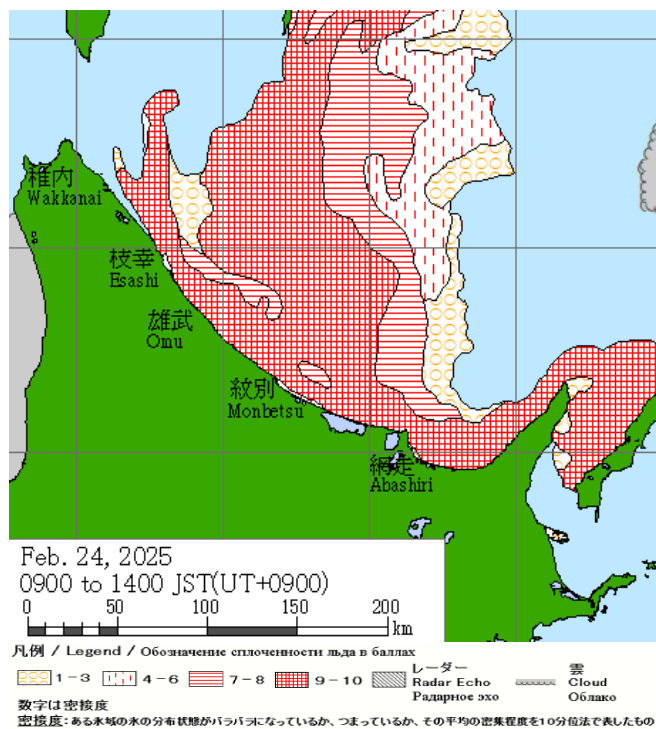 稚内
Wakkanai
枝幸
Esashi
雄武
Omu
紋別
Monbetsu
網走
Abashiri
Feb. 24, 2025
0900 to 1400 JST(UT+0900)
0 50 100 150 200
km
凡例 / Legend / Обозначение сплоченности льда в баллах
1-3 4-6 7-8 9-10 レーダー Radar Echo Радарное эхо 雲 Cloud Облако
数字は密接度
密接度:ある氷域の氷の分布状態がバラバラになっているか、つまっているか、その平均の密集程度を10分位法で表したもの